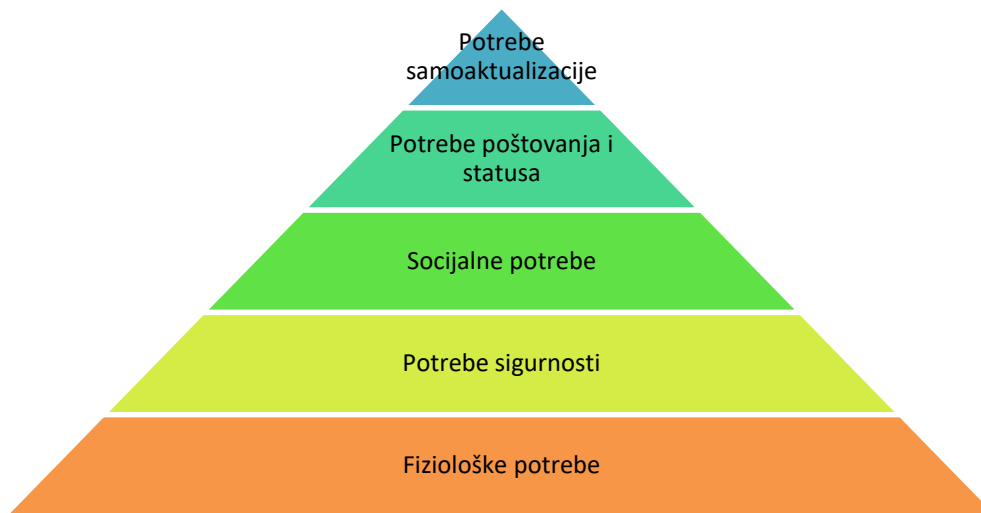 Potrebe
samoaktualizacije
Potrebe poštovanja i
statusa
Socijalne potrebe
Potrebe sigurnosti
Fiziološke potrebe